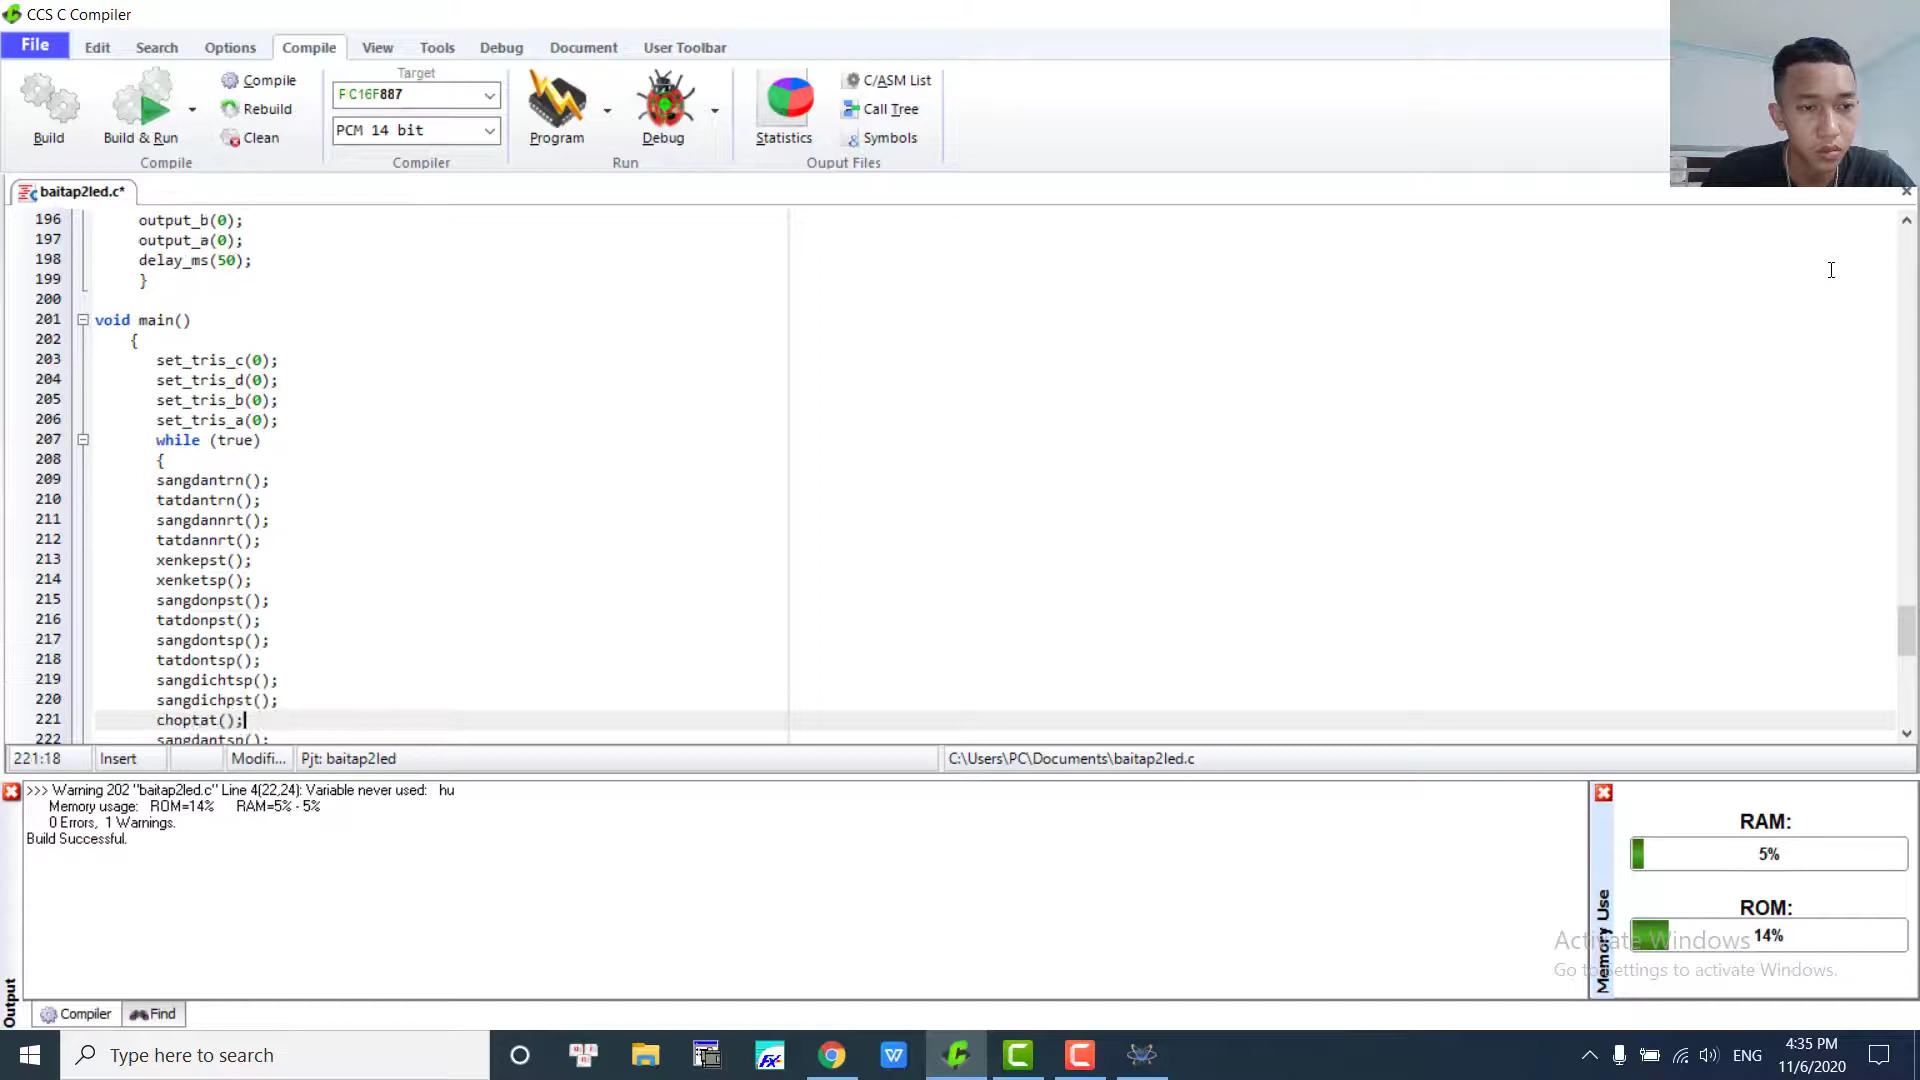 CCS C Compiler
File Edit Search Options Compile View Tools Debug Document User Toolbar
Build
Build & Run
Compile
Rebuild
Clean
Compile
Target
PIC16F887
PCM 14 bit
Compiler
Program
Debug
Run
Statistics
C/ASM List
Call Tree
Symbols
Ouput Files
baitap2led.c*
196 output_b(0);
197 output_a(0);
198 delay_ms(50);
199 }
200
201 void main()
202 {
203 set_tris_c(0);
204 set_tris_d(0);
205 set_tris_b(0);
206 set_tris_a(0);
207 while (true)
208 {
209 sangdantrn();
210 tatdantrn();
211 sangdannrt();
212 tatdannrt();
213 xenkepst();
214 xenketsp();
215 sangdonpst();
216 tatdonpst();
217 sangdontsp();
218 tatdontsp();
219 sangdichtsp();
220 sangdichpst();
221 choptat();
222 sangdantsp();
221:18 Insert Modifi... Pjt: baitap2led C:\Users\PC\Documents\baitap2led.c
>>> Warning 202 "baitap2led.c" Line 4(22,24): Variable never used: hu
Memory usage: ROM=14% RAM=5% - 5%
0 Errors, 1 Warnings.
Build Successful.
Output
Compiler Find
Memory Use
RAM:
5%
ROM:
14%
Activate Windows
Go to Settings to activate Windows.
Type here to search
ENG
4:35 PM
11/6/2020